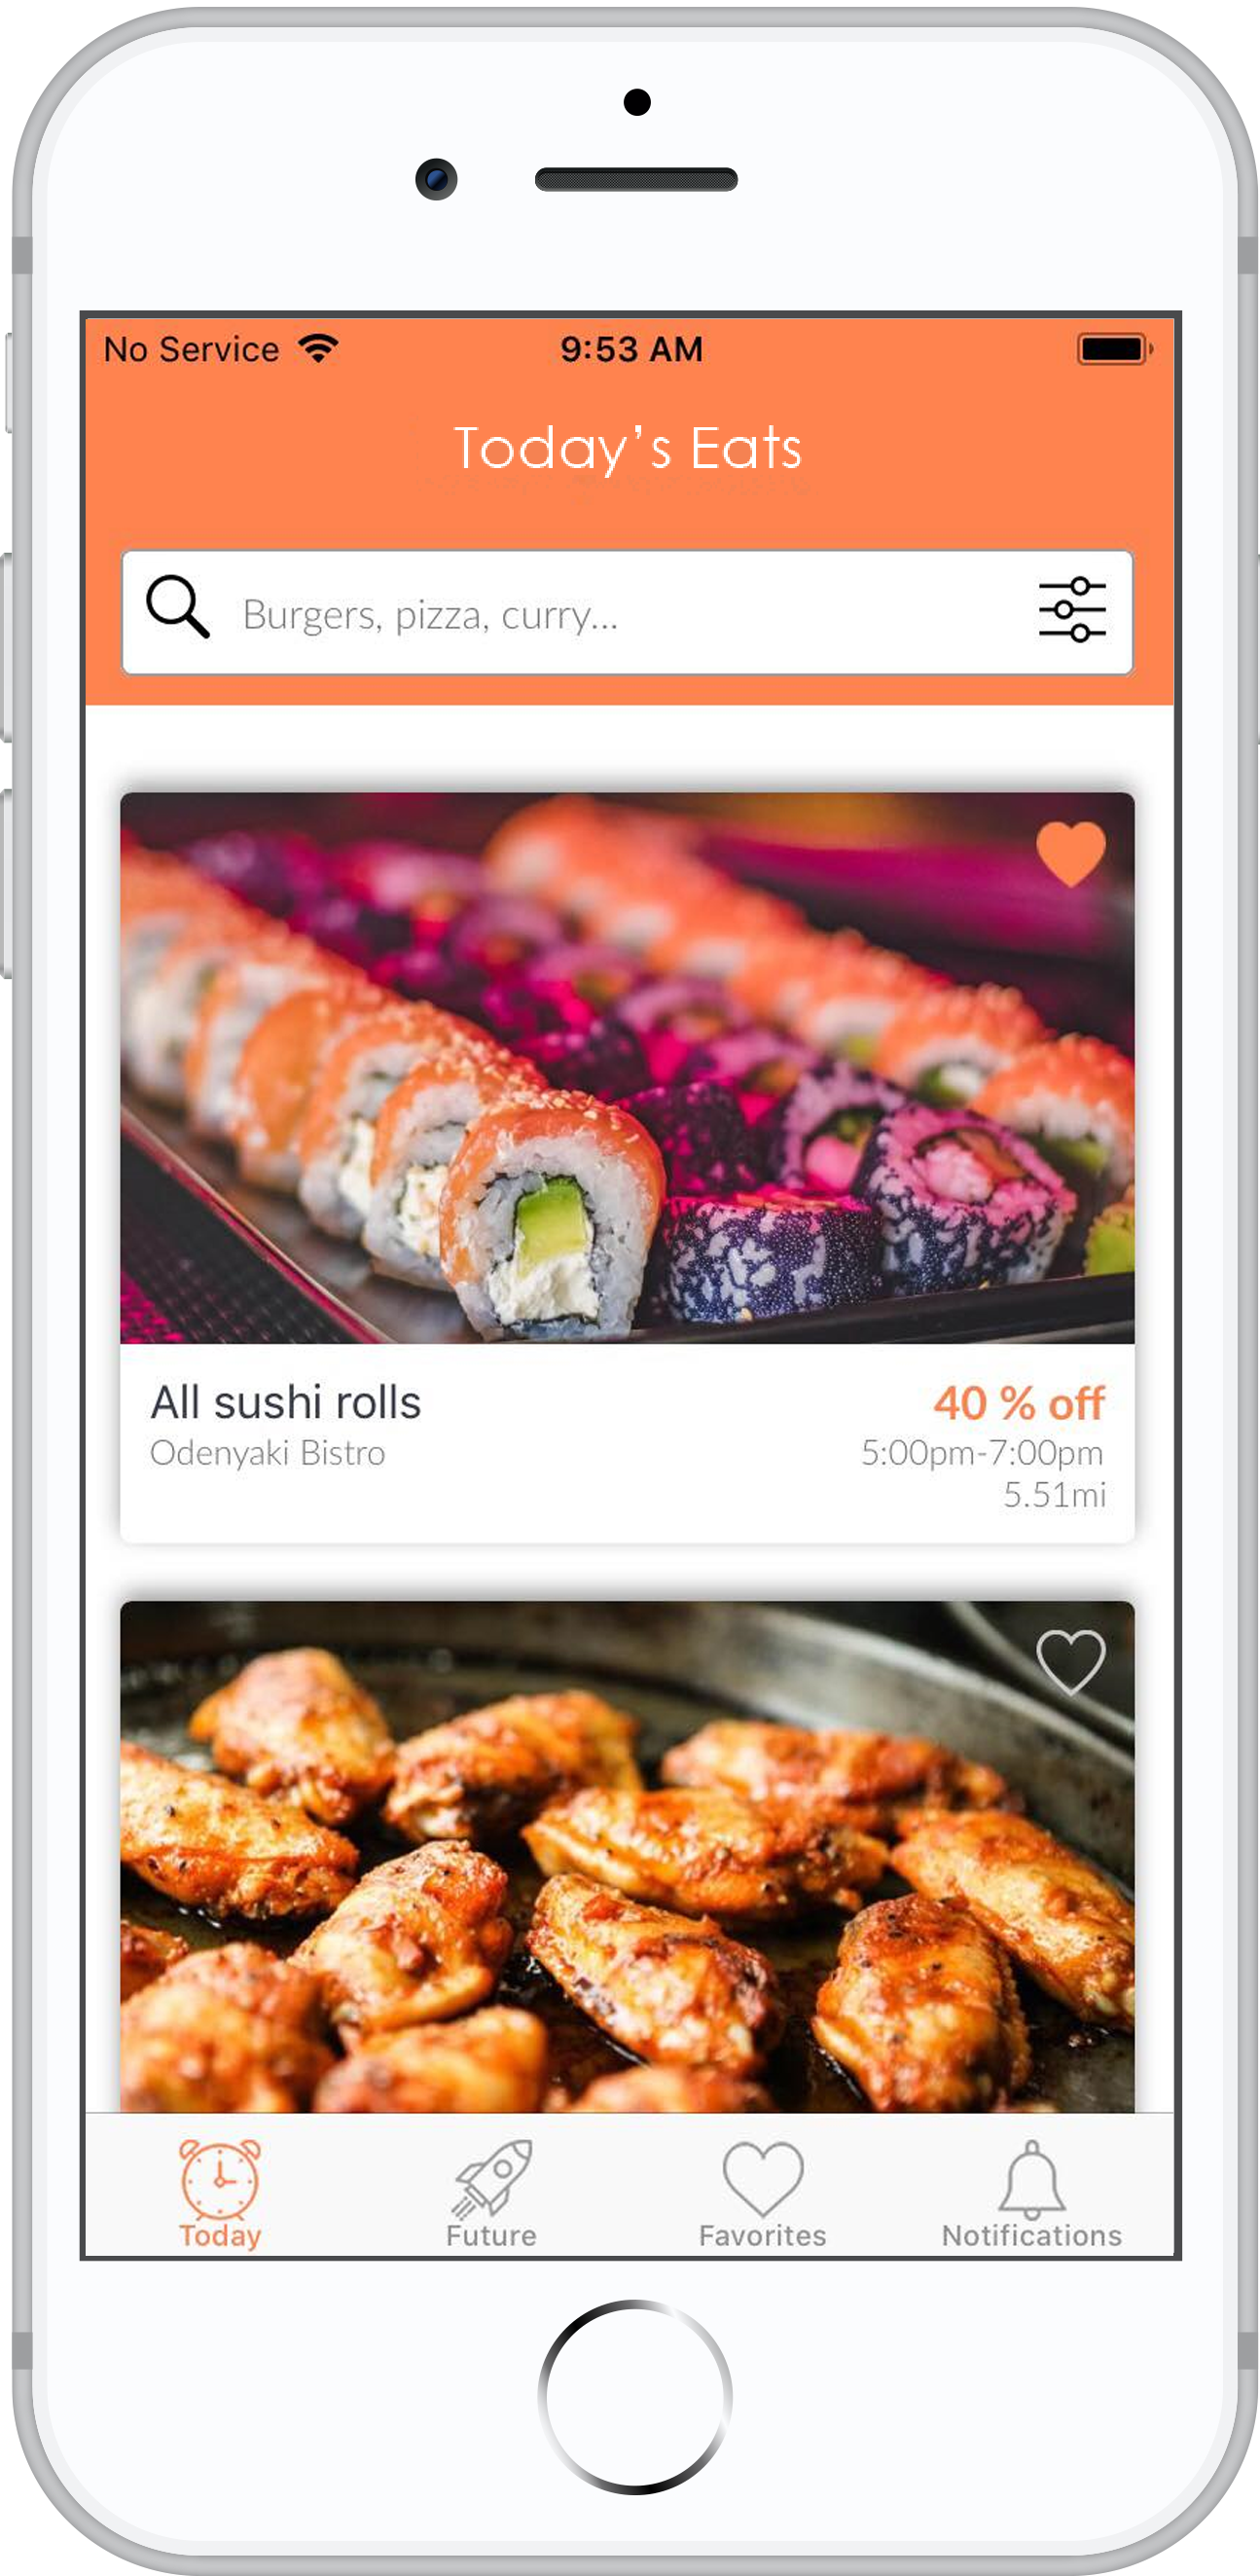 No Service
9:53 AM
Today's Eats
Burgers, pizza, curry...
All sushi rolls
40 % off
Odenyaki Bistro
5:00pm-7:00pm
5.51mi
Today
Future
Favorites
Notifications